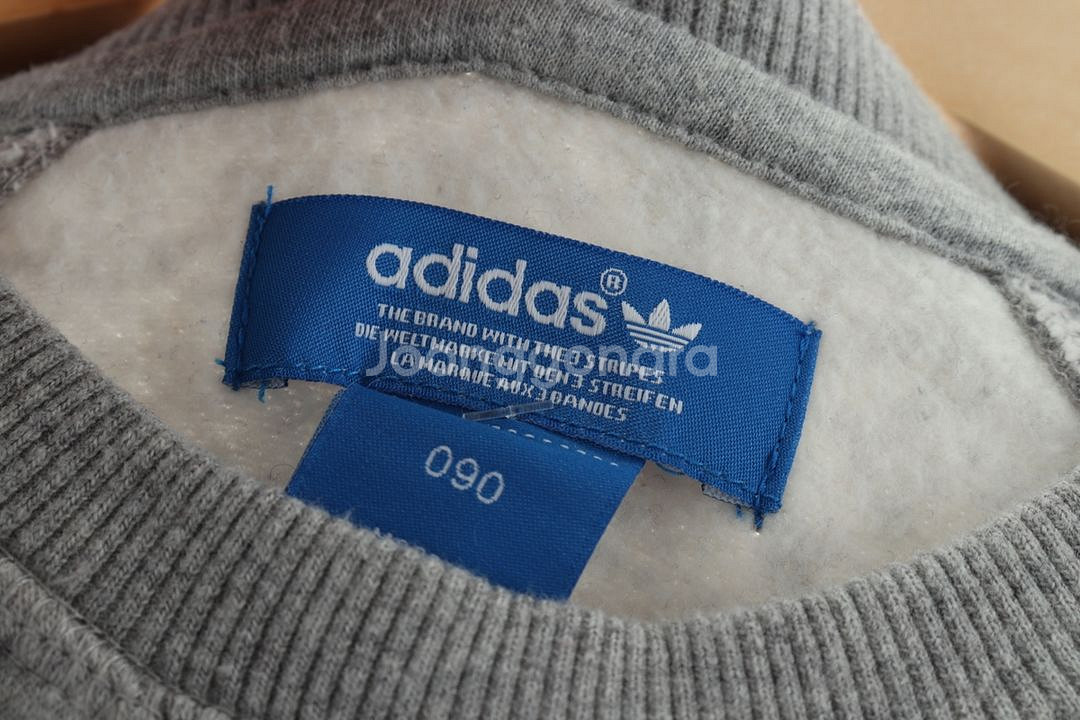 adidas®
THE BRAND WITH THE 3 STRIPES
DIE WELTMARKE MIT DEN 3 STREIFEN
LA MARQUE AUX 3 BANDES
Joonggonara
090